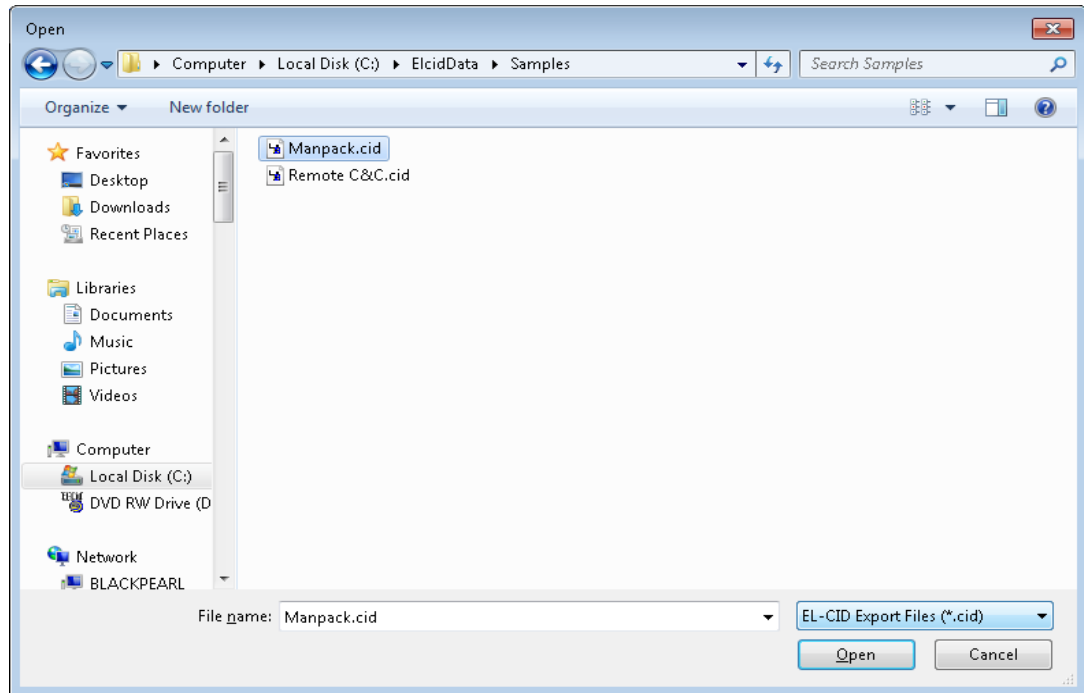 Open
Computer Local Disk (C:) ElcidData Samples Search Samples
Organize New folder
Favorites
Desktop
Downloads
Recent Places
Libraries
Documents
Music
Pictures
Videos
Computer
Local Disk (C:)
DVD RW Drive (D
Network
BLACKPEARL
Manpack.cid
Remote C&C.cid
File name: Manpack.cid EL-CID Export Files (*.cid)
Open Cancel